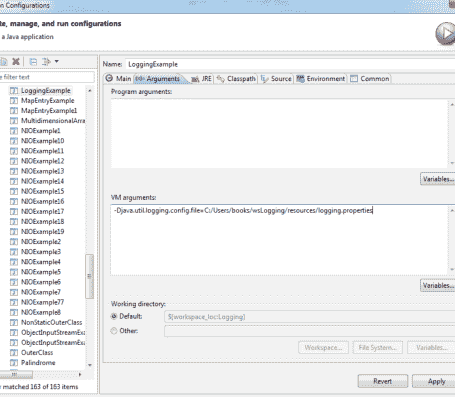 n Configurations
te, manage, and run configurations
a Java application
e filter text
LoggingExample
MapEntryExample
MapEntryExample1
MultidimensionalArra
NIOExample1
NIOExample10
NIOExample11
NIOExample12
NIOExample13
NIOExample14
NIOExample15
NIOExample16
NIOExample17
NIOExample18
NIOExample19
NIOExample2
NIOExample3
NIOExample4
NIOExample5
NIOExample6
NIOExample7
NIOExample77
NIOExample8
NonStaticOuterClass
ObjectInputStreamExa
ObjectOutputStreamEx
OuterClass
Palindrome
r matched 163 of 163 items
Name: LoggingExample
Main Arguments JRE Classpath Source Environment Common
Program arguments:
Variables...
VM arguments:
-Djava.util.logging.config.file=C:/Users/books/wsLogging/resources/logging.properties
Variables...
Working directory:
Default: ${workspace_loc:Logging}
Other:
Workspace... File System... Variables...
Revert Apply